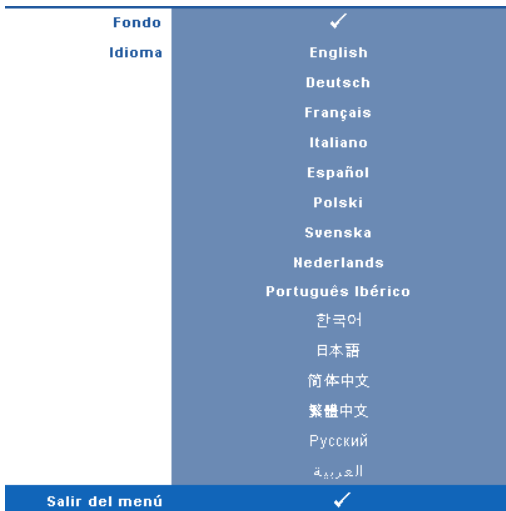 Fondo ✓
Idioma English
Deutsch
Français
Italiano
Español
Polski
Svenska
Nederlands
Português Ibérico
한국어
日本語
简体中文
繁體中文
Русский
العربية
Salir del menú ✓